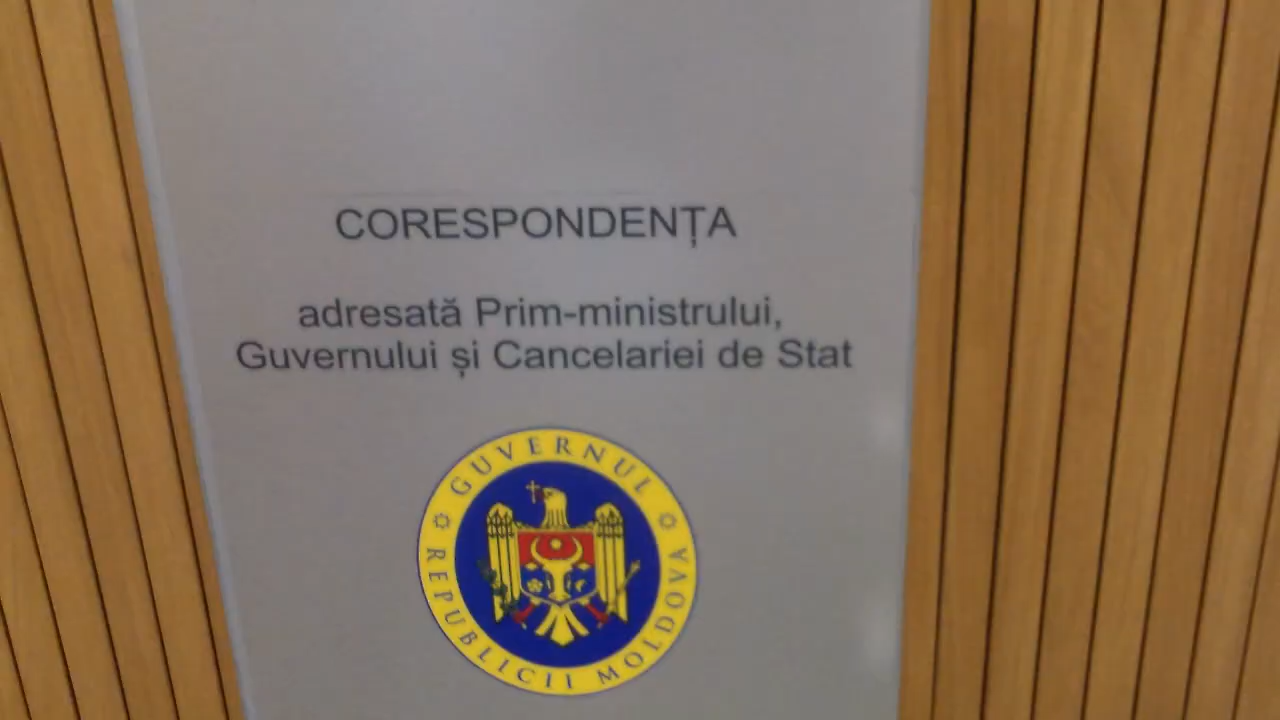 CORESPONDENȚA
adresată Prim-ministrului,
Guvernului și Cancelariei de Stat
GUVERNUL
REPUBLICII MOLDOVA